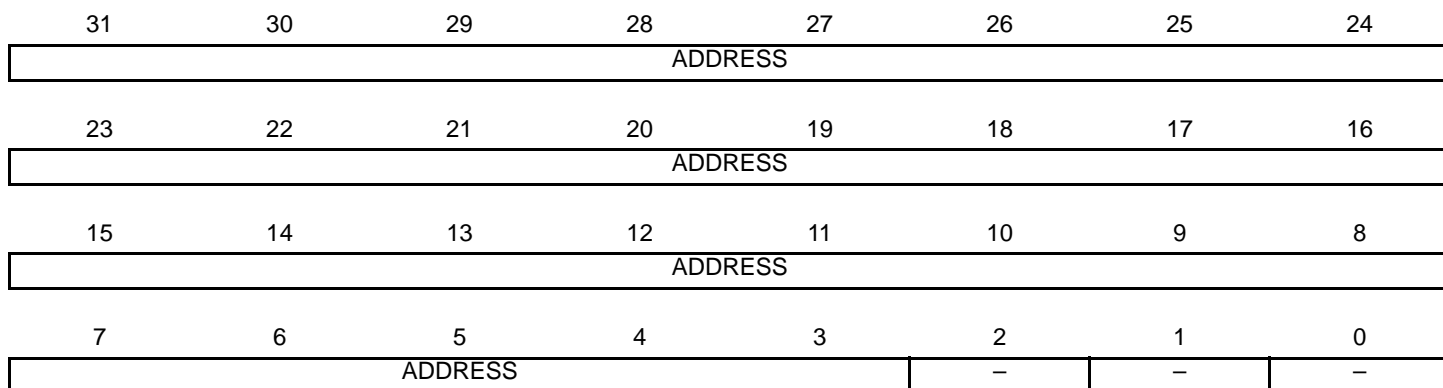 31 30 29 28 27 26 25 24
ADDRESS
23 22 21 20 19 18 17 16
ADDRESS
15 14 13 12 11 10 9 8
ADDRESS
7 6 5 4 3 2 1 0
ADDRESS – – –